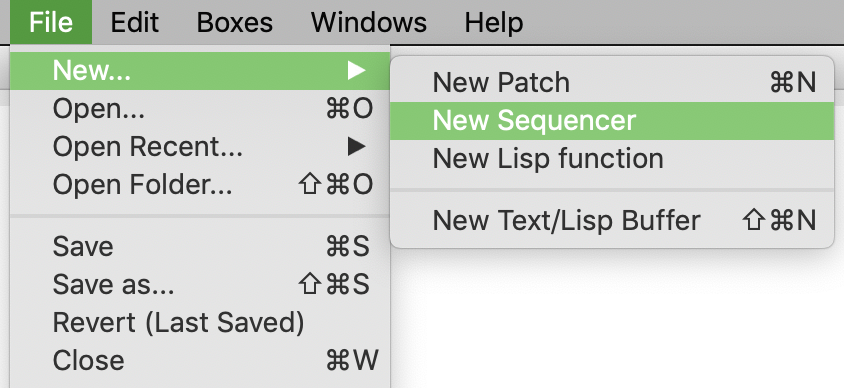 File Edit Boxes Windows Help
New... ▶
Open... ⌘O
Open Recent... ▶
Open Folder... ⇧⌘O
Save ⌘S
Save as... ⇧⌘S
Revert (Last Saved)
Close ⌘W
New Patch ⌘N
New Sequencer
New Lisp function
New Text/Lisp Buffer ⇧⌘N